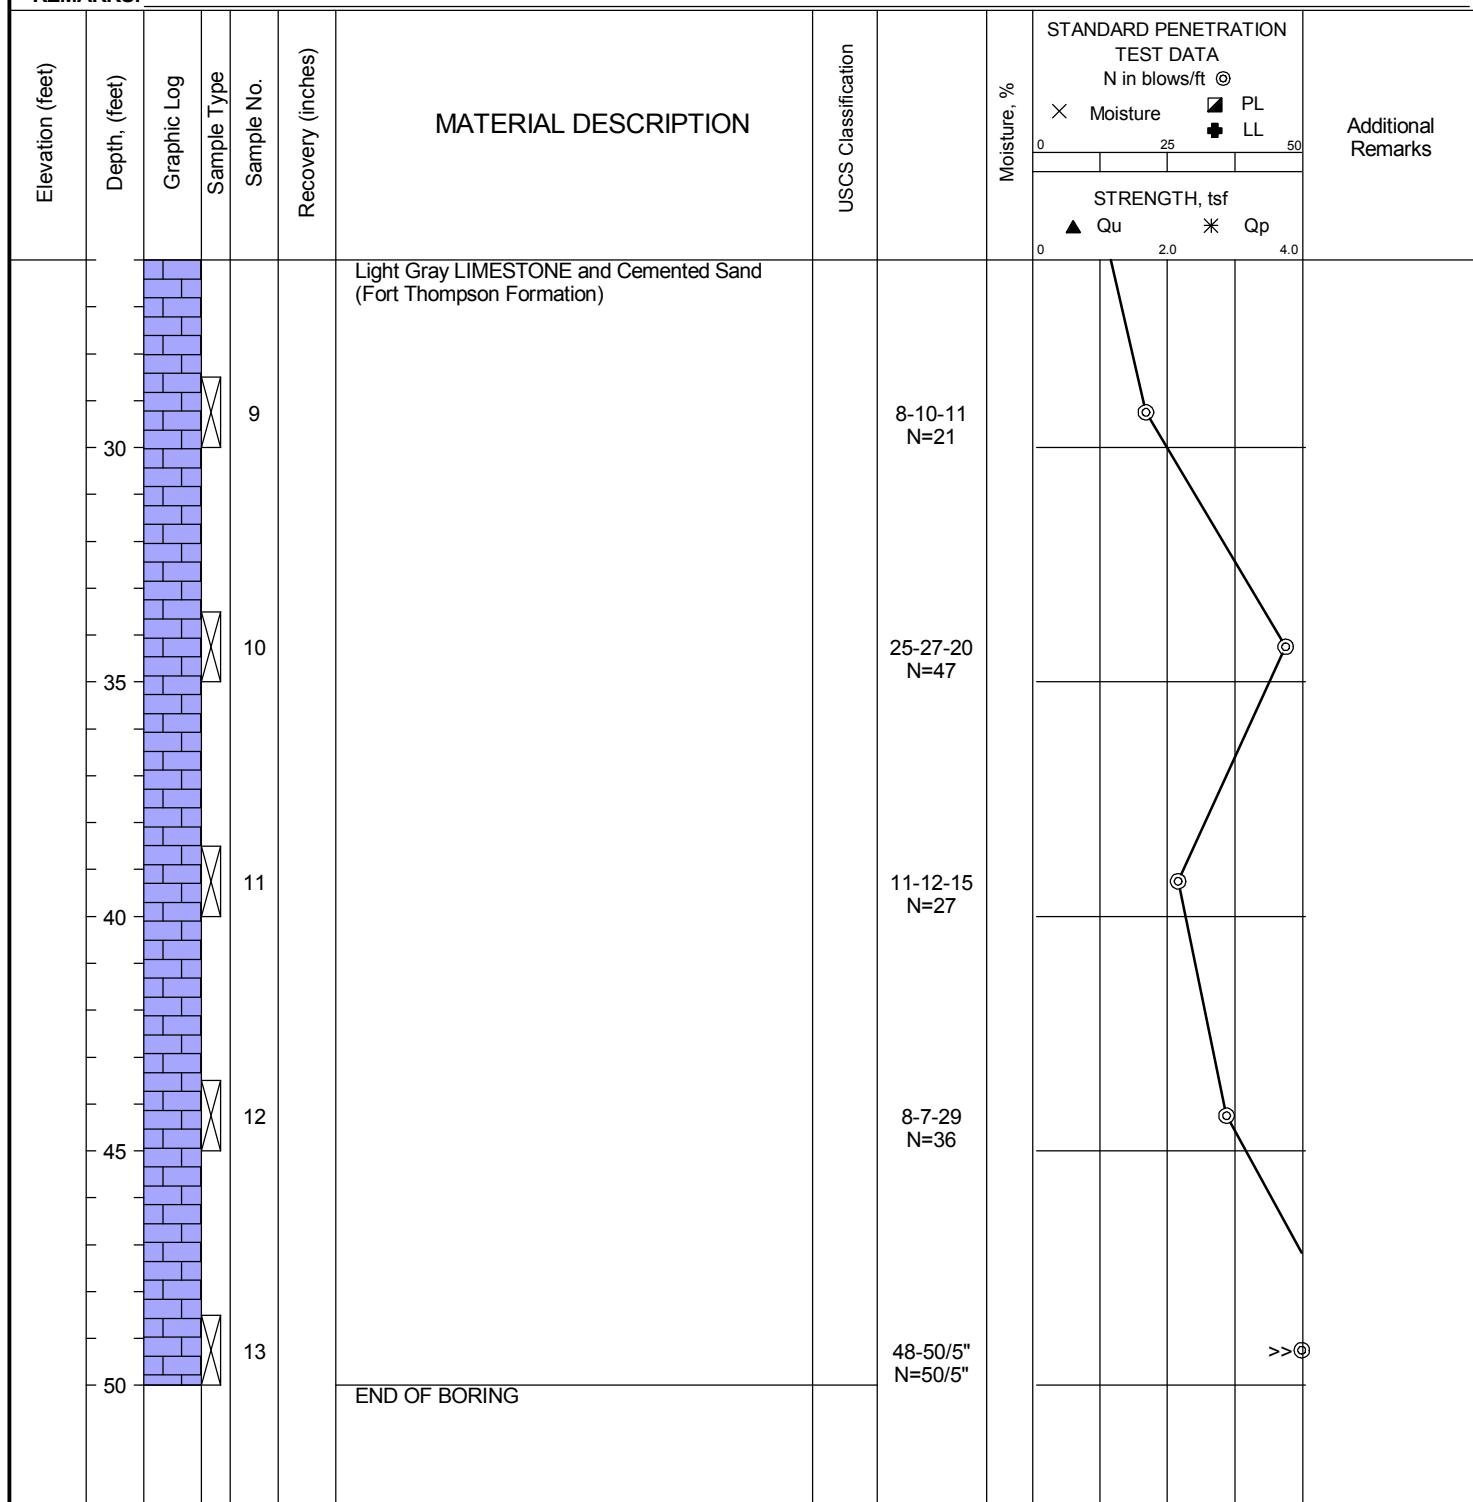 Elevation (feet)
Depth, (feet)
Graphic Log
Sample Type
Sample No.
Recovery (inches)
MATERIAL DESCRIPTION
USCS Classification
Moisture, %
STANDARD PENETRATION
TEST DATA
N in blows/ft
Moisture
PL
LL
0 25 50
STRENGTH, tsf
Qu Qp
0 2.0 4.0
Additional
Remarks
Light Gray LIMESTONE and Cemented Sand
(Fort Thompson Formation)
9 8-10-11
N=21
30
10 25-27-20
N=47
35
11 11-12-15
N=27
40
12 8-7-29
N=36
45
13 48-50/5" >>
N=50/5"
50
END OF BORING